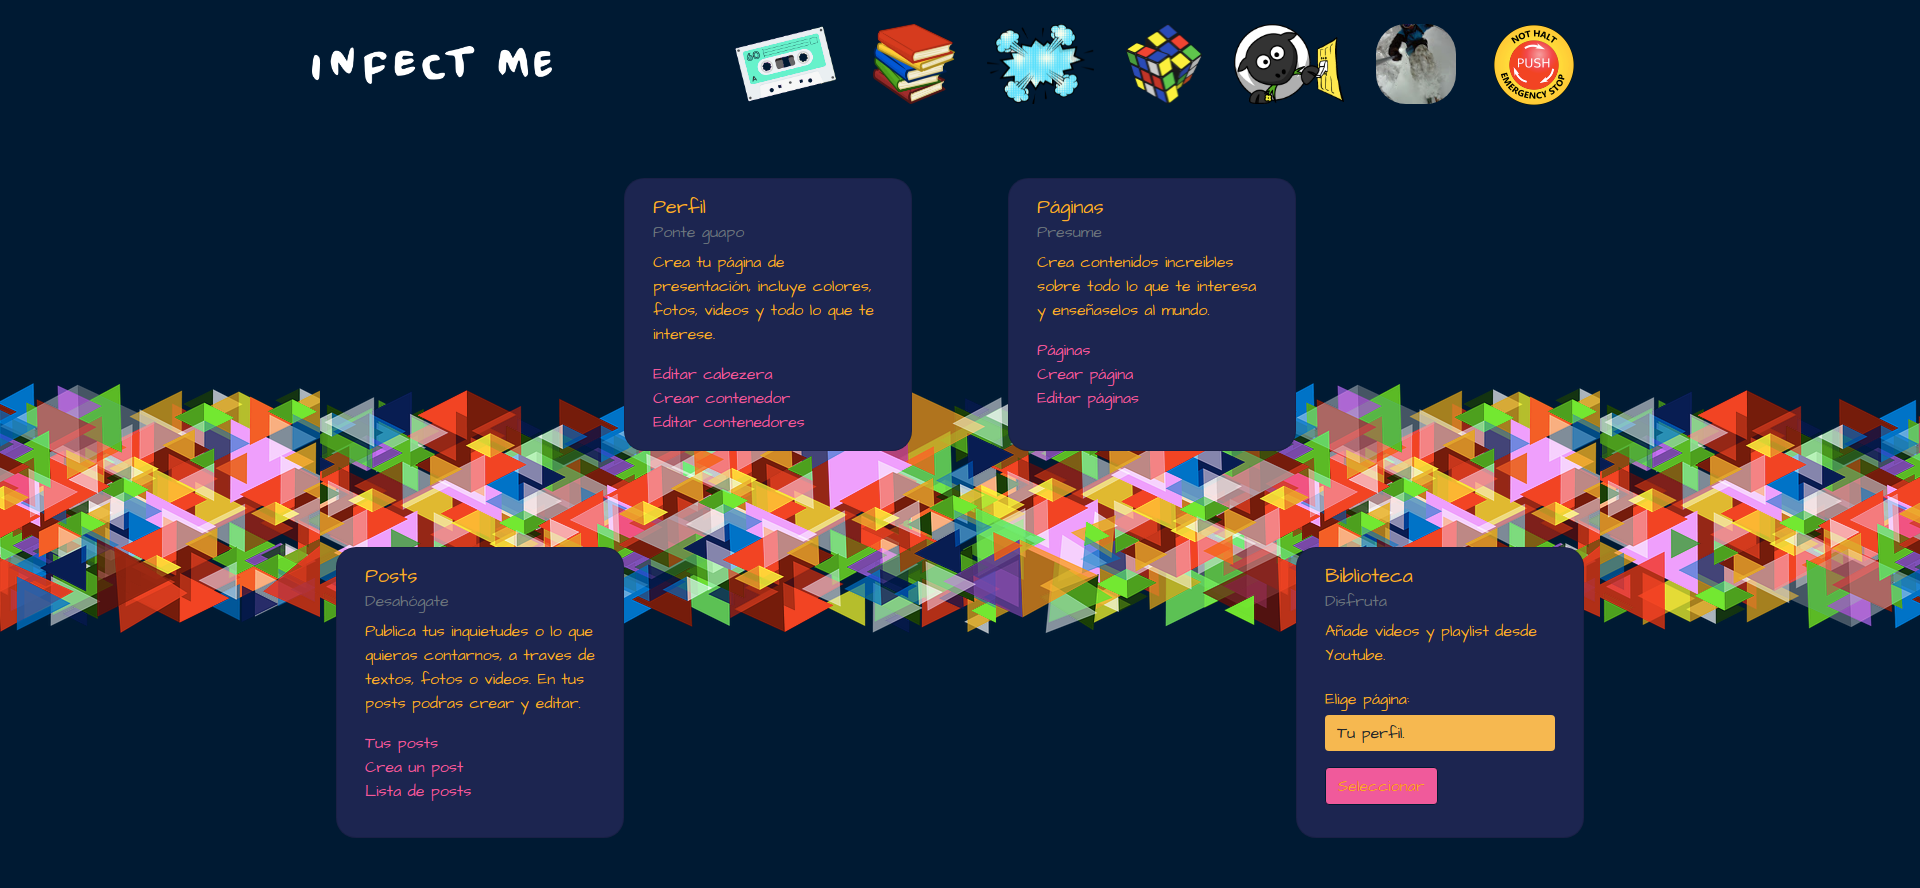 INFECT ME
NOT HALT
PUSH
EMERGENCY STOP
Perfil
Ponte guapo
Crea tu página de
presentación, incluye colores,
fotos, videos y todo lo que te
interese.
Editar cabezera
Crear contenedor
Editar contenedores
Páginas
Presume
Crea contenidos increibles
sobre todo lo que te interesa
y enseñaselos al mundo.
Páginas
Crear página
Editar páginas
Posts
Desahógate
Publica tus inquietudes o lo que
quieras contarnos, a traves de
textos, fotos o videos. En tus
posts podras crear y editar.
Tus posts
Crea un post
Lista de posts
Biblioteca
Disfruta
Añade videos y playlist desde
Youtube.
Elige página:
Tu perfil.
Seleccionar